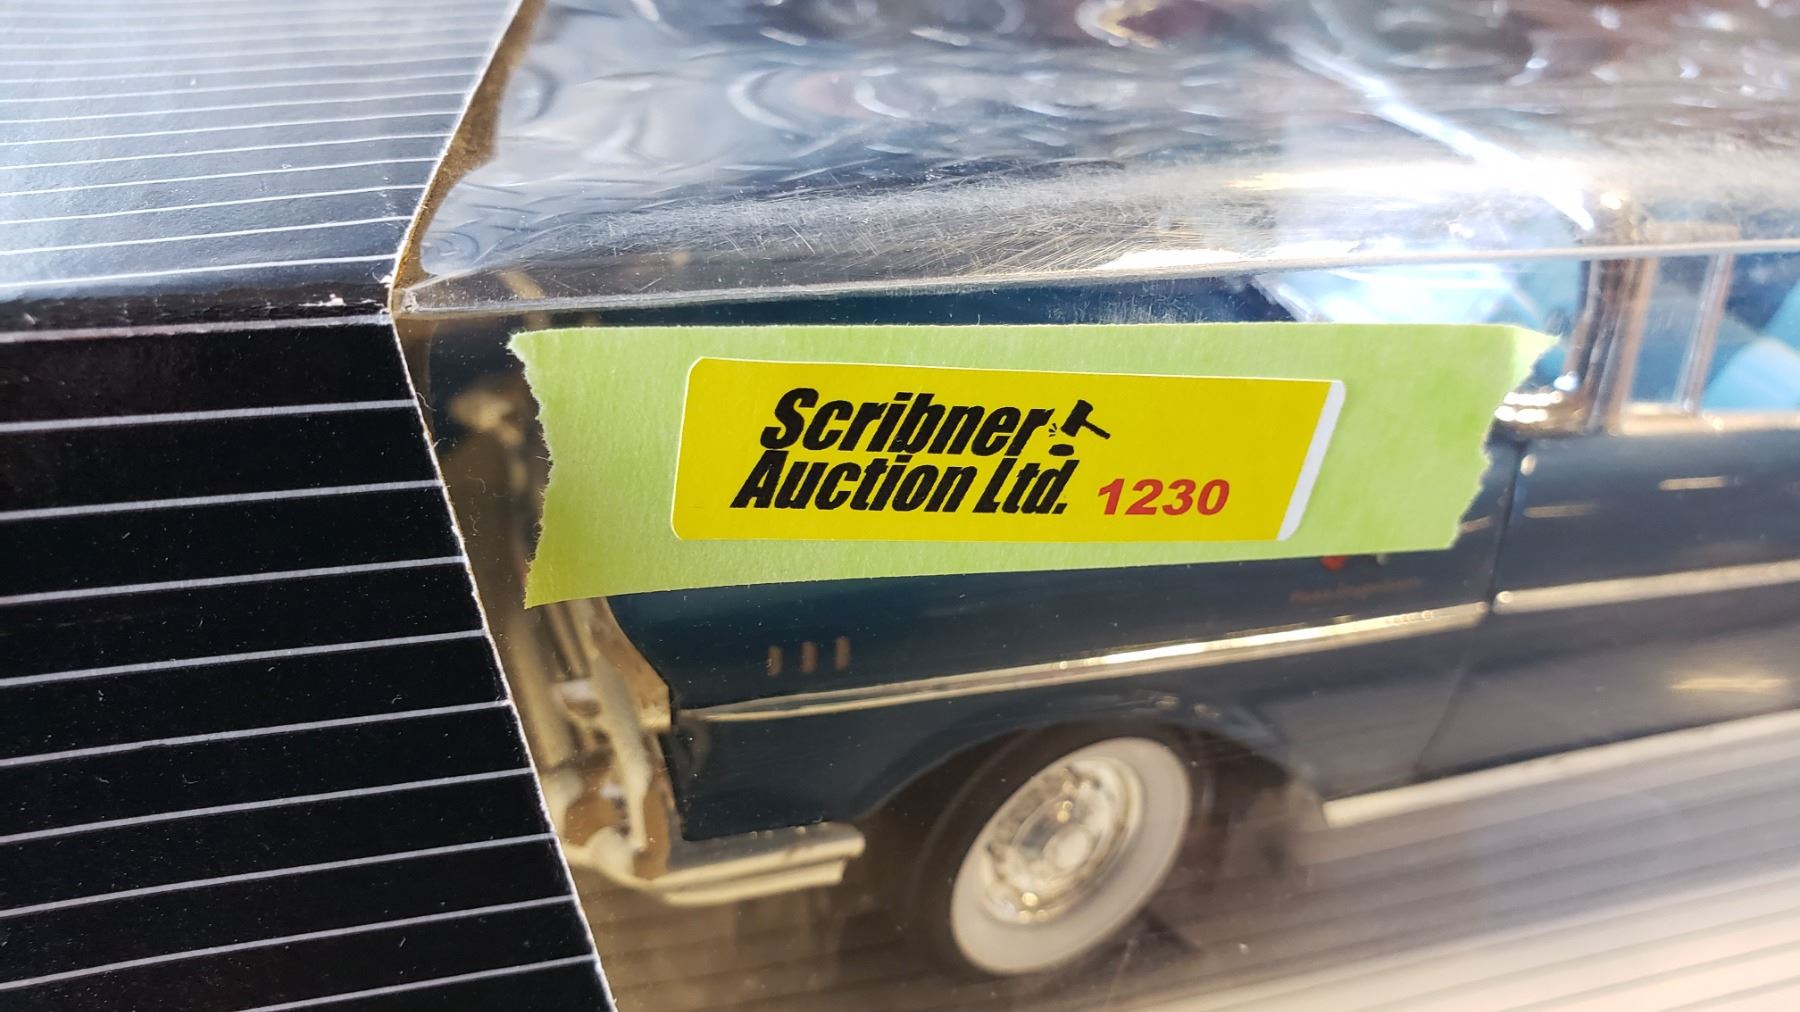 Scribner
Auction Ltd. 1230